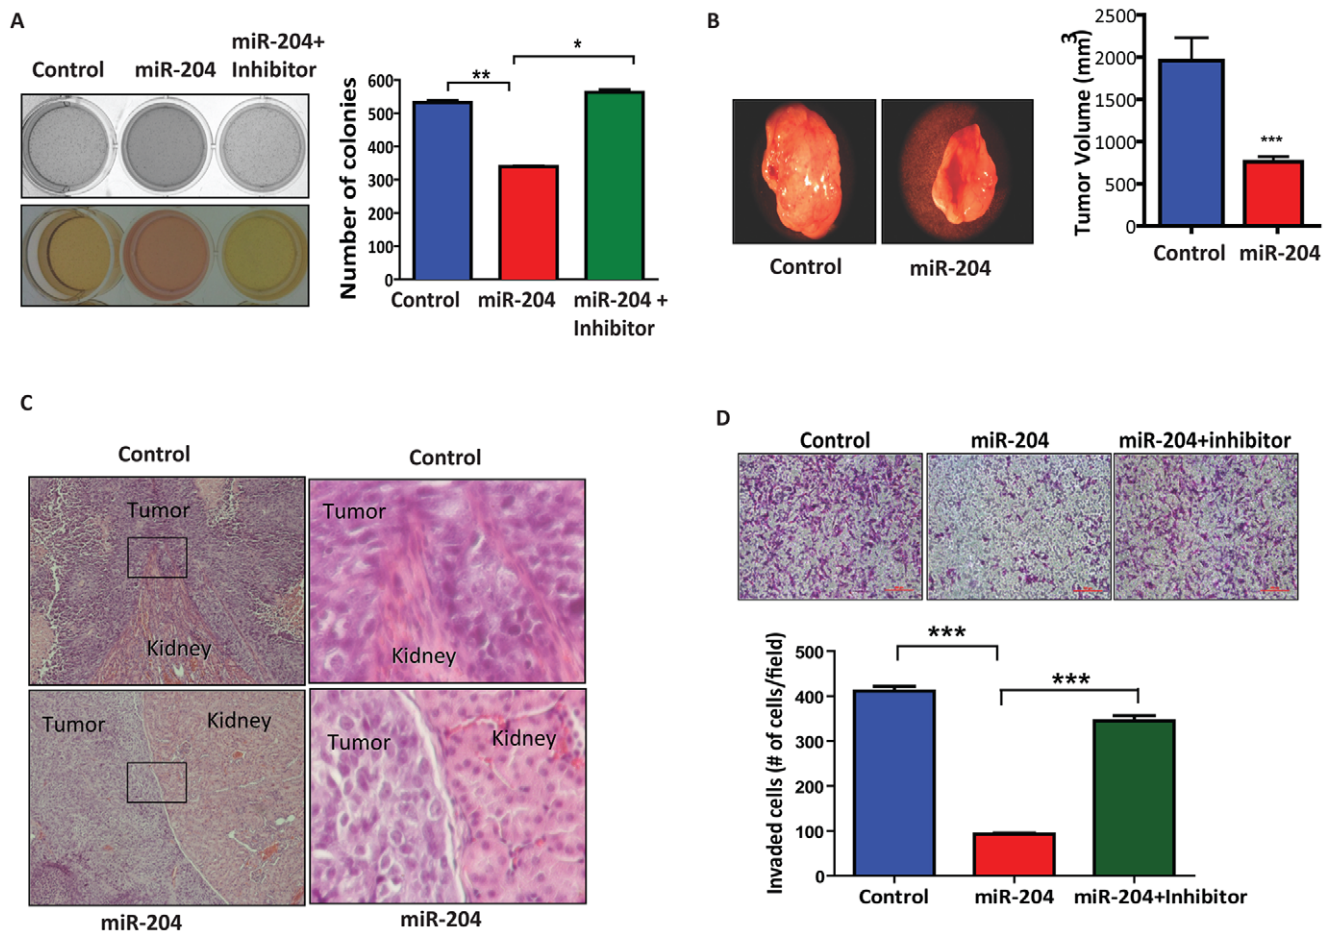 A
Control
miR-204
miR-204+
Inhibitor
Number of colonies
600
500
400
300
200
100
0
**
*
Control
miR-204
miR-204 +
Inhibitor
B
Control
miR-204
Tumor Volume (mm3
2500
2000
1500
1000
500
0
***
Control
miR-204
C
Control
Control
Tumor
Kidney
Tumor
Kidney
Tumor
Kidney
Tumor
Kidney
miR-204
miR-204
D
Control
miR-204
miR-204+inhibitor
Invaded cells (# of cells/field)
500
400
300
200
100
0
***
***
Control
miR-204
miR-204+Inhibitor